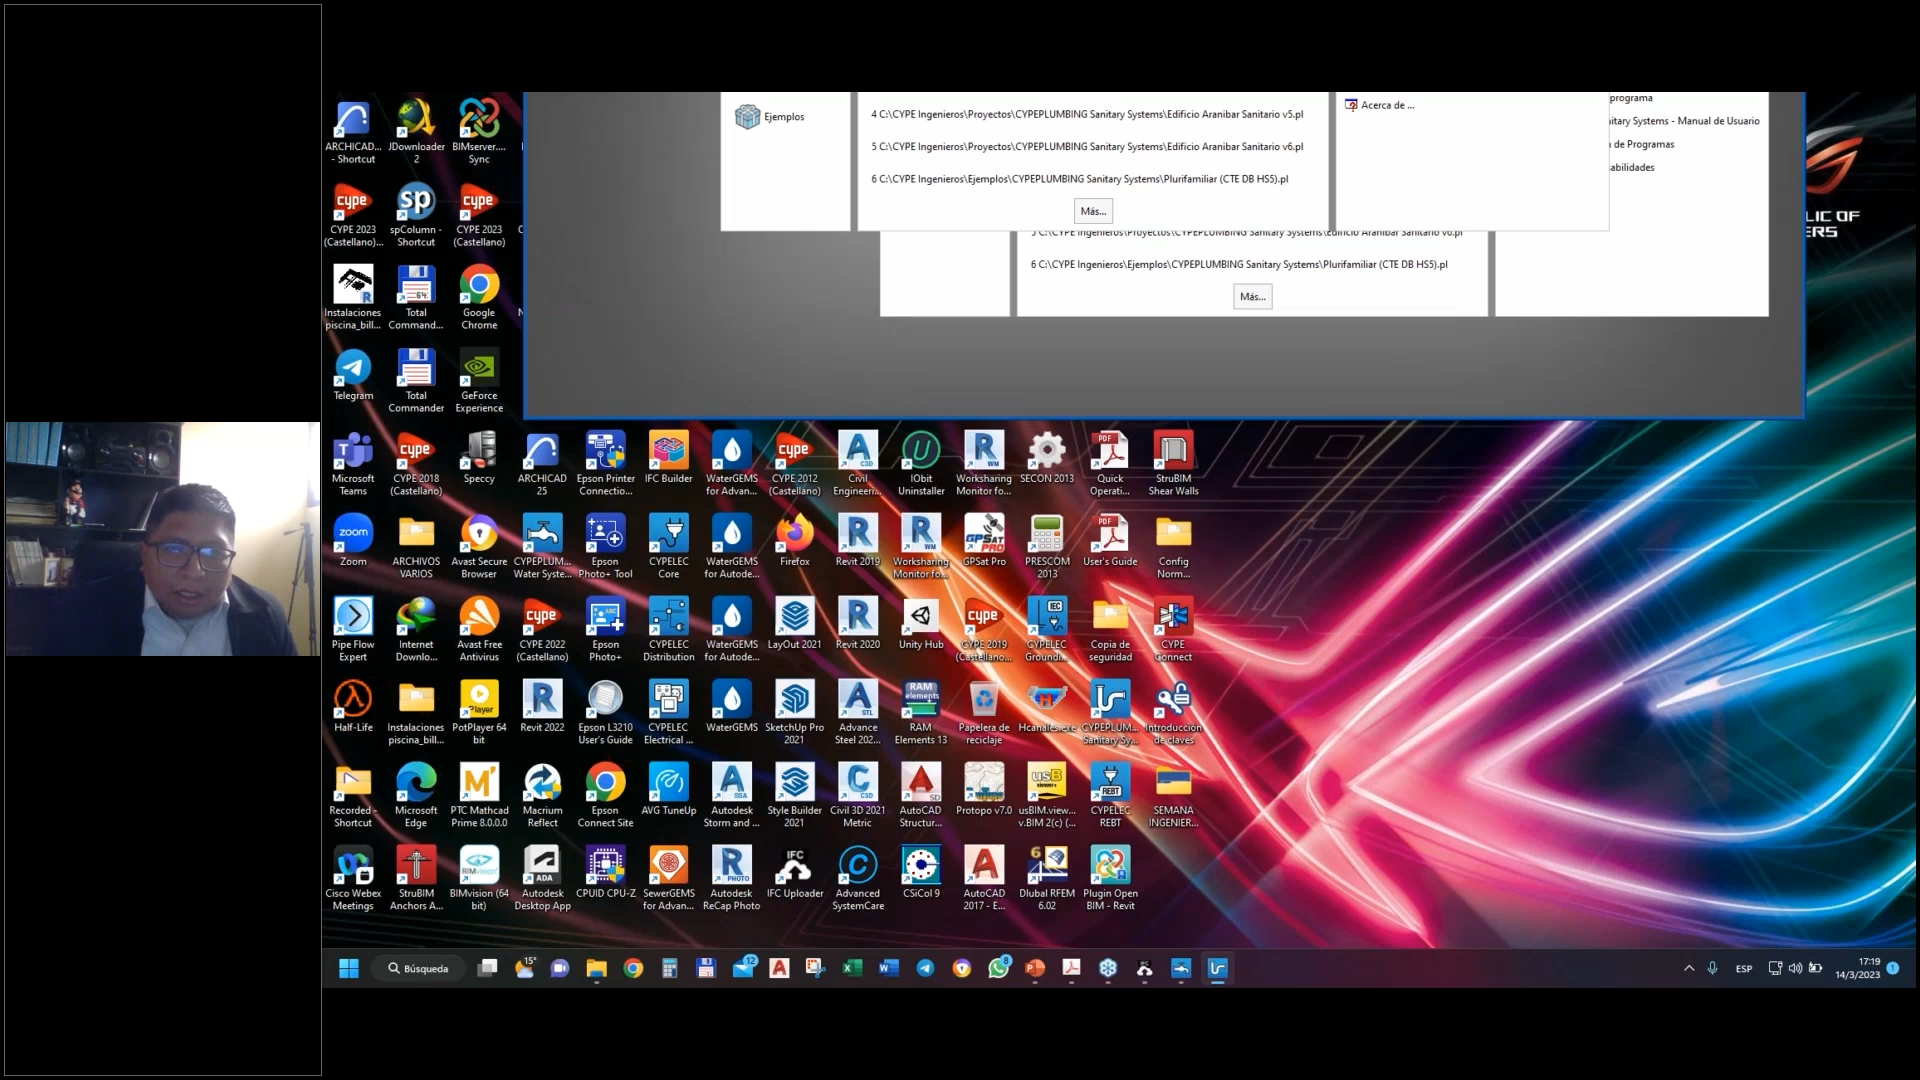 Ejemplos
4 C:\CYPE Ingenieros\Proyectos\CYPEPLUMBING Sanitary Systems\Edificio Aranibar Sanitario v5.pl
5 C:\CYPE Ingenieros\Proyectos\CYPEPLUMBING Sanitary Systems\Edificio Aranibar Sanitario v6.pl
6 C:\CYPE Ingenieros\Ejemplos\CYPEPLUMBING Sanitary Systems\Plurifamiliar (CTE DB HS5).pl
Más...
Acerca de ...
programa
itary Systems - Manual de Usuario
de Programas
abilidades
6 C:\CYPE Ingenieros\Ejemplos\CYPEPLUMBING Sanitary Systems\Plurifamiliar (CTE DB HS5).pl
Más...
LIC OF
ERS
ARCHICAD... - Shortcut
JDownloader 2
BIMserver.... Sync
CYPE 2023 (Castellano)...
spColumn - Shortcut
CYPE 2023 (Castellano)
Instalaciones piscina_bill...
Total Command...
Google Chrome
Telegram
Total Commander
GeForce Experience
Microsoft Teams
CYPE 2018 (Castellano)
Speccy
ARCHICAD 25
Epson Printer Connectio...
IFC Builder
WaterGEMS for Advan...
CYPE 2012 (Castellano)
Civil Engineeri...
IObit Uninstaller
Worksharing Monitor fo...
SECON 2013
Quick Operati...
StruBIM Shear Walls
Zoom
ARCHIVOS VARIOS
Avast Secure Browser
CYPEPLUM... Water Syste...
Epson Photo+ Tool
CYPELEC Core
WaterGEMS for Autode...
Firefox
Revit 2019
Worksharing Monitor fo...
GPSat Pro
PRESCOM 2013
User's Guide
Config Norm...
Pipe Flow Expert
Internet Downlo...
Avast Free Antivirus
CYPE 2022 (Castellano)
Epson Photo+
CYPELEC Distribution
WaterGEMS for Autode...
LayOut 2021
Revit 2020
Unity Hub
CYPE 2019 (Castellano...
CYPELEC Groundi...
Copia de seguridad
CYPE Connect
Half-Life
Instalaciones piscina_bill...
PotPlayer 64 bit
Revit 2022
Epson L3210 User's Guide
CYPELEC Electrical ...
WaterGEMS
SketchUp Pro 2021
Advance Steel 202...
RAM Elements 13
Papelera de reciclaje
Hcanales.exe
CYPEPLUM... Sanitary Sy...
Introducción de claves
Recorded - Shortcut
Microsoft Edge
PTC Mathcad Prime 8.0.0.0
Macrium Reflect
Epson Connect Site
AVG TuneUp
Autodesk Storm and ...
Style Builder 2021
Civil 3D 2021 Metric
AutoCAD Structur...
Protopo v7.0
usBIM.view... v.BIM 2(c) (...
CYPELEC REBT
SEMANA INGENIER...
Cisco Webex Meetings
StruBIM Anchors A...
BIMvision (64 bit)
Autodesk Desktop App
CPUID CPU-Z
SewerGEMS for Advan...
Autodesk ReCap Photo
IFC Uploader
Advanced SystemCare
CSiCol 9
AutoCAD 2017 - E...
Dlubal RFEM 6.02
Plugin Open BIM - Revit
Búsqueda
15°
12
8
ESP
17:19
14/3/2023
1